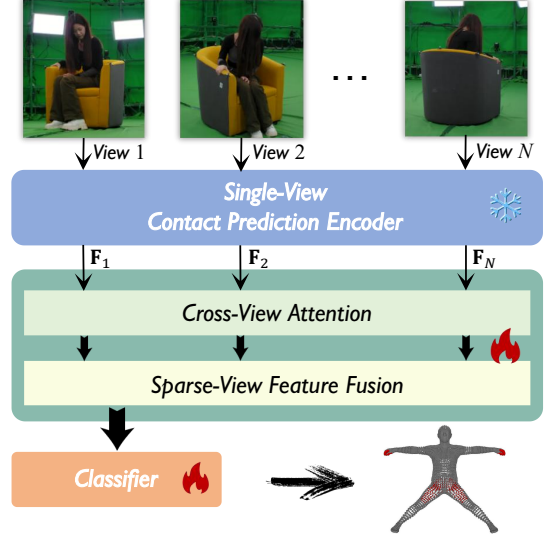 ...
View 1 View 2 View N
Single-View
Contact Prediction Encoder
F₁ F₂ F_N
Cross-View Attention
Sparse-View Feature Fusion
Classifier